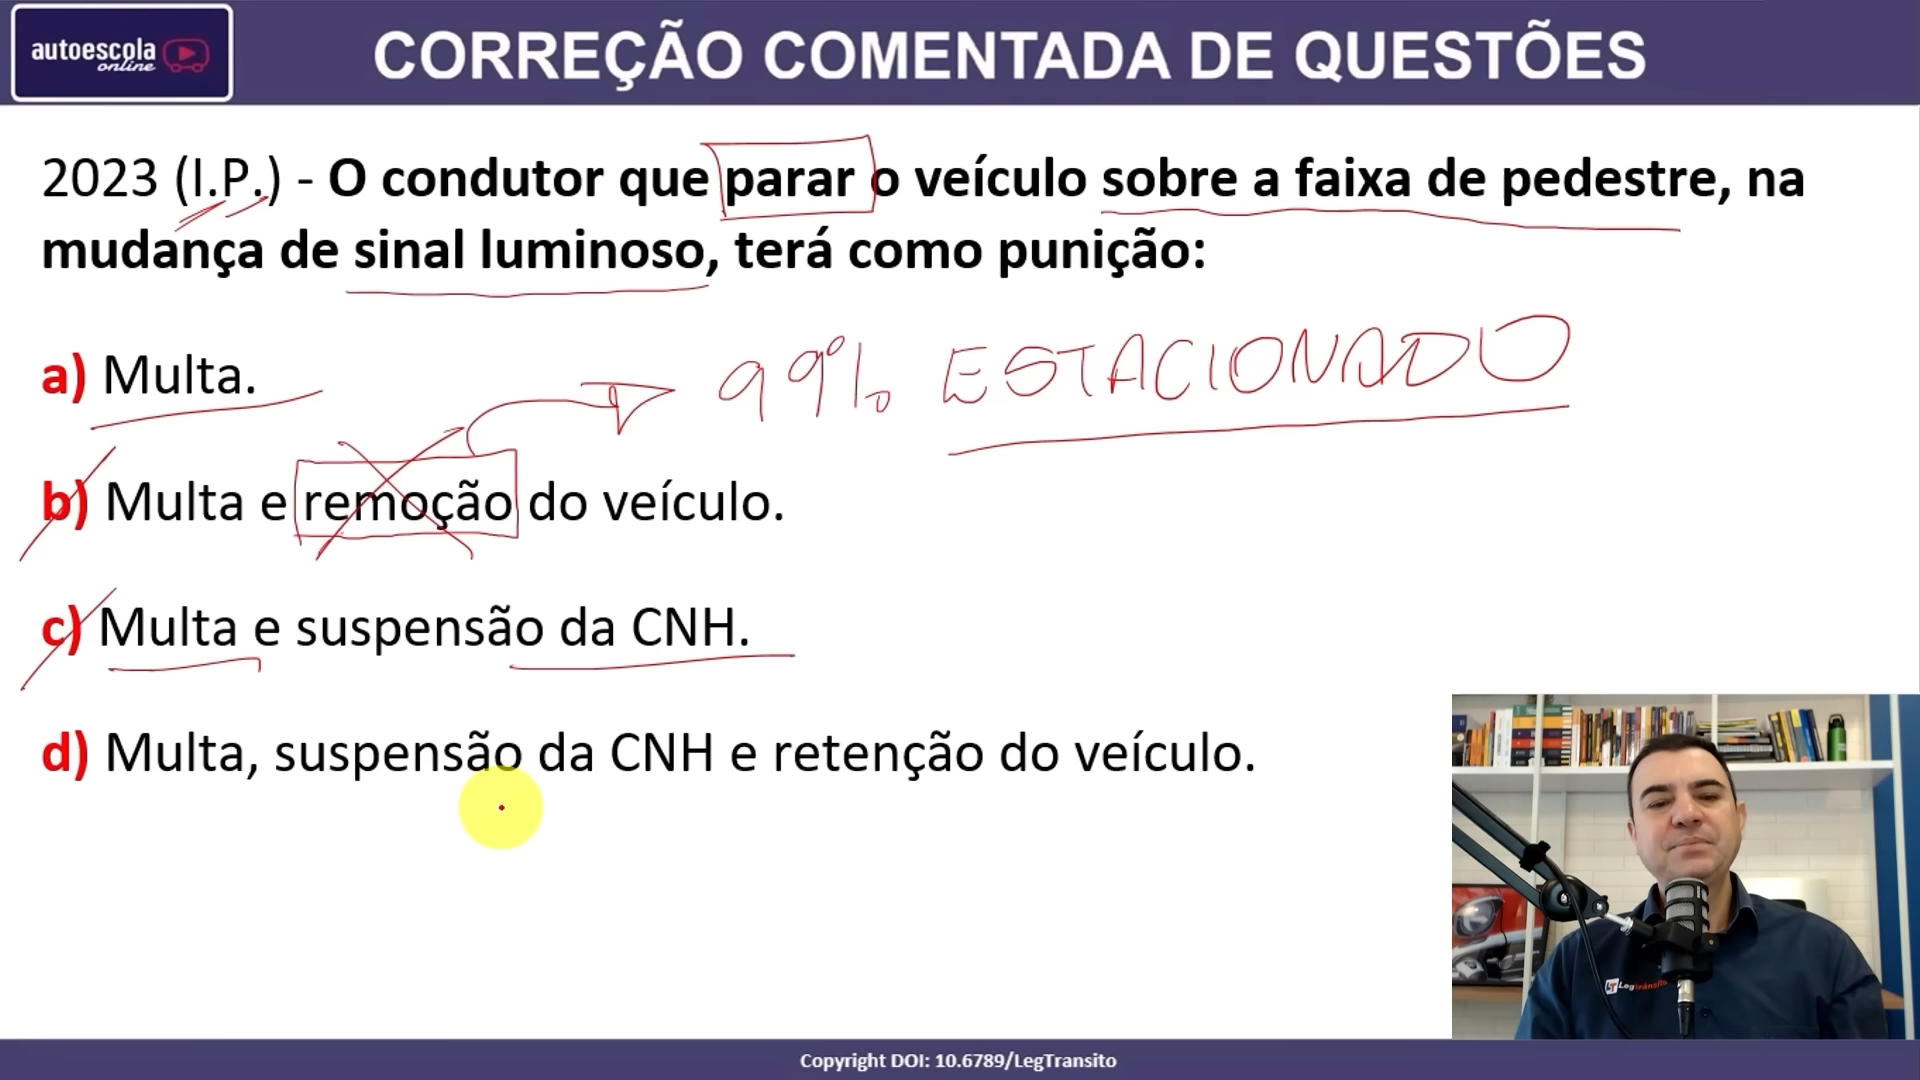 autoescola
online
CORREÇÃO COMENTADA DE QUESTÕES
2023 (I.P.) - O condutor que parar o veículo sobre a faixa de pedestre, na
mudança de sinal luminoso, terá como punição:
a) Multa.
99% ESTACIONADO
b) Multa e remoção do veículo.
c) Multa e suspensão da CNH.
d) Multa, suspensão da CNH e retenção do veículo.
LT Legtrânsito
Copyright DOI: 10.6789/LegTransito